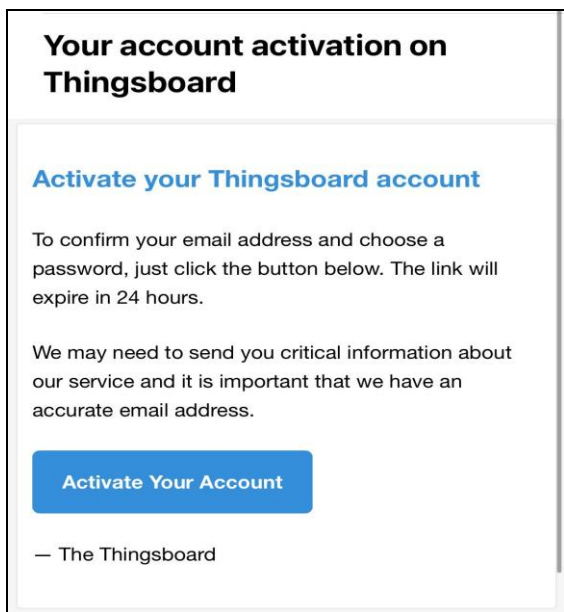 Your account activation on
Thingsboard
Activate your Thingsboard account
To confirm your email address and choose a
password, just click the button below. The link will
expire in 24 hours.
We may need to send you critical information about
our service and it is important that we have an
accurate email address.
Activate Your Account
— The Thingsboard